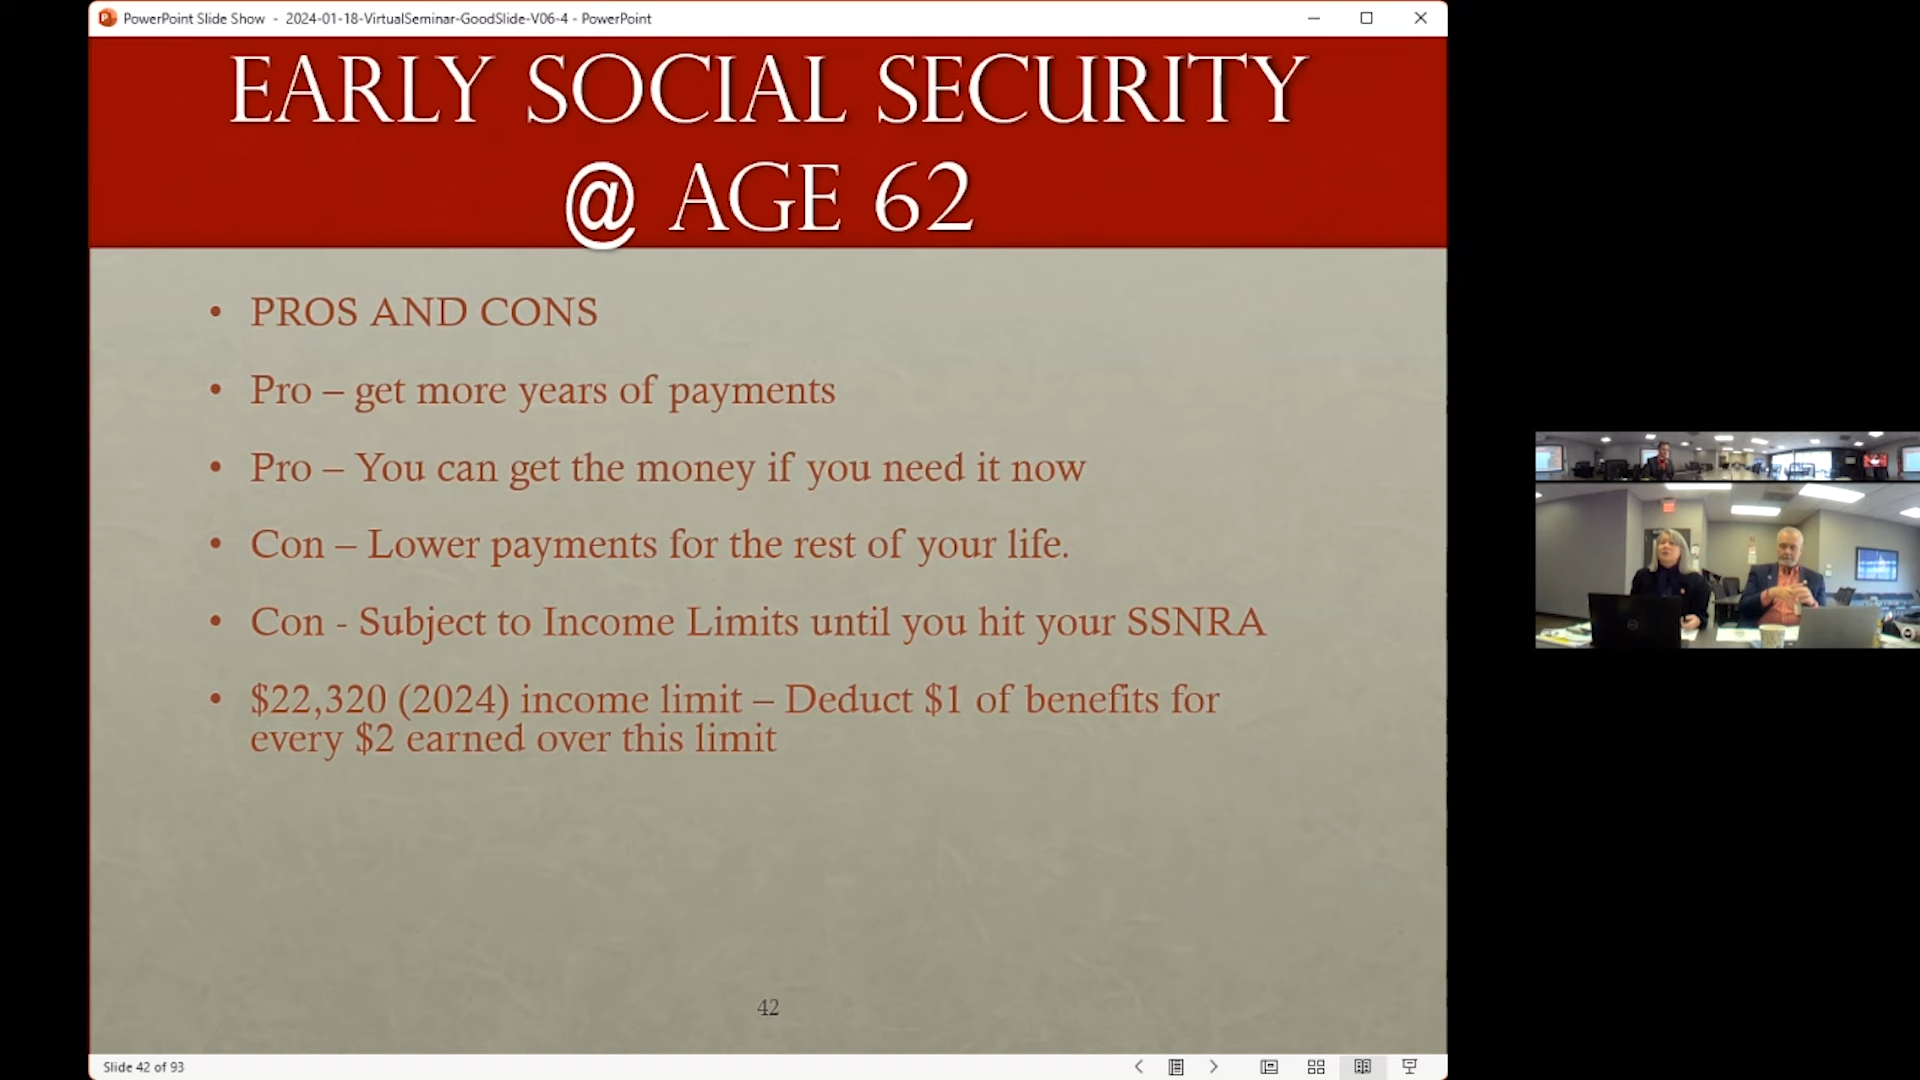 PowerPoint Slide Show - 2024-01-18-VirtualSeminar-GoodSlide-V06-4 - PowerPoint
EARLY SOCIAL SECURITY
@ AGE 62
• PROS AND CONS
• Pro – get more years of payments
• Pro – You can get the money if you need it now
• Con – Lower payments for the rest of your life.
• Con - Subject to Income Limits until you hit your SSNRA
• $22,320 (2024) income limit – Deduct $1 of benefits for
every $2 earned over this limit
42
Slide 42 of 93